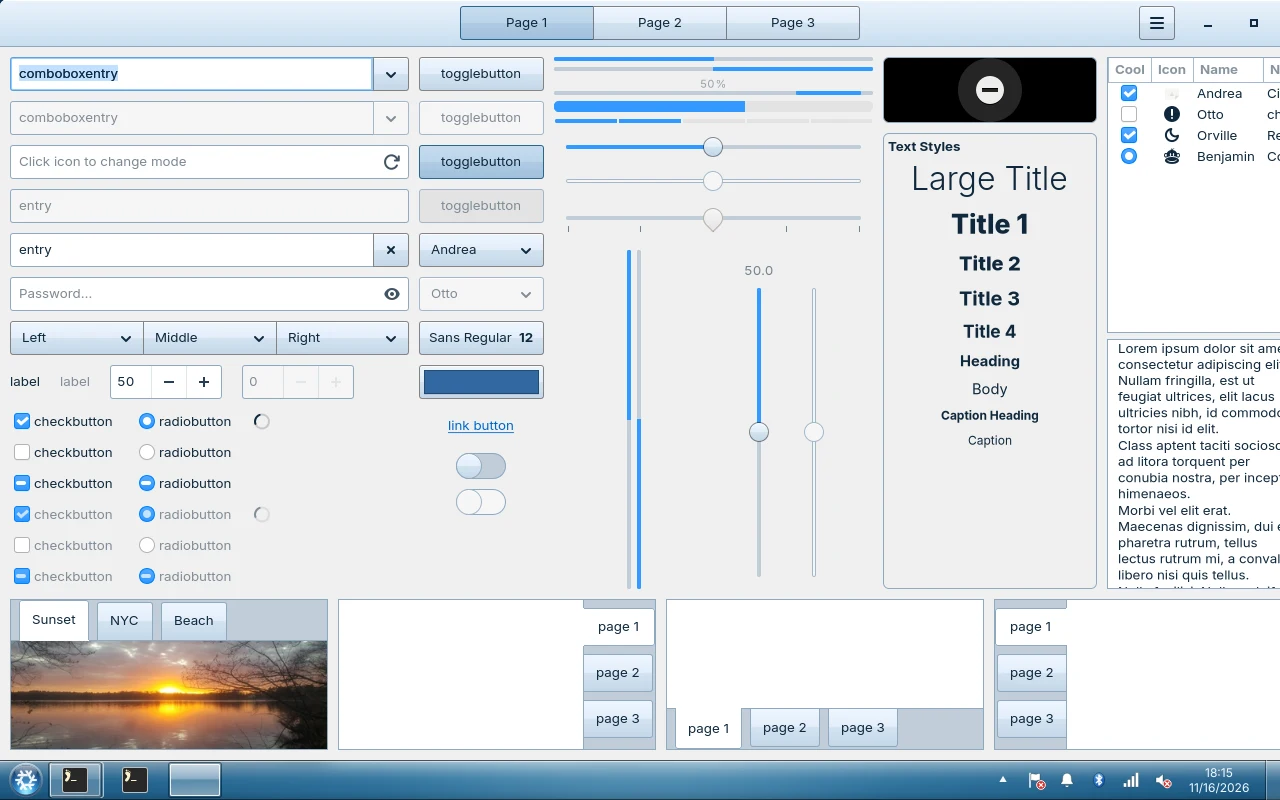 Page 1
Page 2
Page 3
comboboxentry
togglebutton
comboboxentry
togglebutton
Click icon to change mode
togglebutton
entry
togglebutton
entry
Andrea
Password...
Otto
Left
Middle
Right
Sans Regular 12
label
label
50
0
checkbutton
radiobutton
checkbutton
radiobutton
checkbutton
radiobutton
checkbutton
radiobutton
checkbutton
radiobutton
checkbutton
radiobutton
link button
50 %
50.0
Text Styles
Large Title
Title 1
Title 2
Title 3
Title 4
Heading
Body
Caption Heading
Caption
Cool Icon Name N
Andrea Ci
Otto ch
Orville Re
Benjamin Co
Lorem ipsum dolor sit ame
consectetur adipiscing elit
Nullam fringilla, est ut
feugiat ultrices, elit lacus
ultricies nibh, id commodo
tortor nisi id elit.
Class aptent taciti sociosq
ad litora torquent per
conubia nostra, per incept
himenaeos.
Morbi vel elit erat.
Maecenas dignissim, dui e
pharetra rutrum, tellus
lectus rutrum mi, a conval
libero nisi quis tellus.
Sunset
NYC
Beach
page 1
page 2
page 3
page 1
page 2
page 3
page 1
page 2
page 3
18:15
11/16/2026